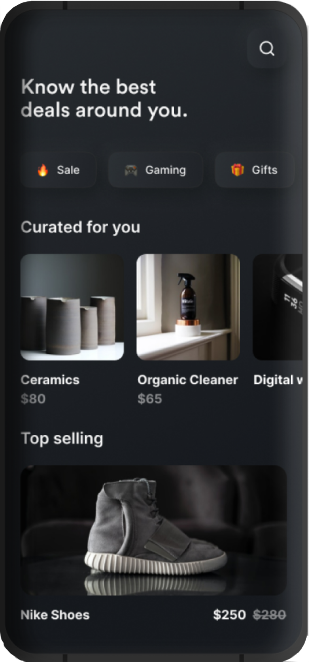 Know the best
deals around you.
Sale
Gaming
Gifts
Curated for you
Ceramics
$80
Organic Cleaner
$65
Digital
Top selling
Nike Shoes
$250 $280